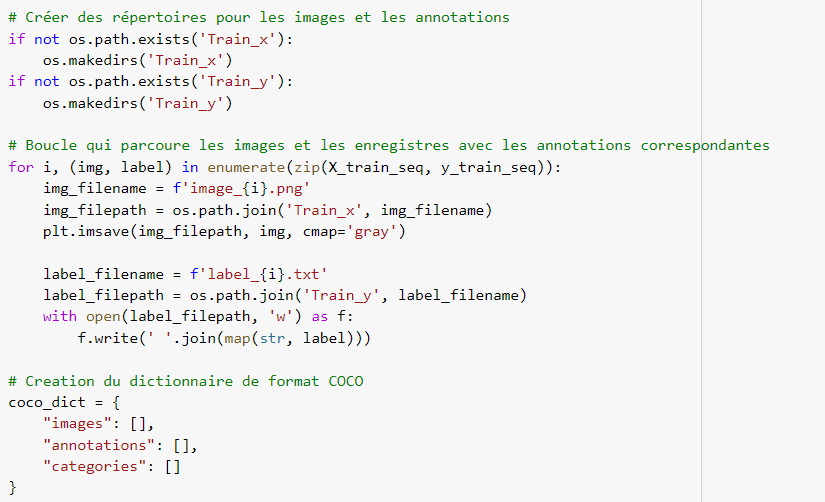 # Créer des répertoires pour les images et les annotations
if not os.path.exists('Train_x'):
    os.makedirs('Train_x')
if not os.path.exists('Train_y'):
    os.makedirs('Train_y')

# Boucle qui parcoure les images et les enregistres avec les annotations correspondantes
for i, (img, label) in enumerate(zip(X_train_seq, y_train_seq)):
    img_filename = f'image_{i}.png'
    img_filepath = os.path.join('Train_x', img_filename)
    plt.imsave(img_filepath, img, cmap='gray')

    label_filename = f'label_{i}.txt'
    label_filepath = os.path.join('Train_y', label_filename)
    with open(label_filepath, 'w') as f:
        f.write(' '.join(map(str, label)))

# Creation du dictionnaire de format COCO
coco_dict = {
    "images": [],
    "annotations": [],
    "categories": []
}